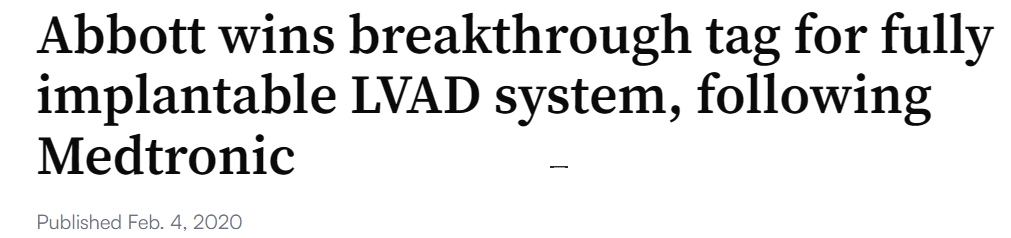 Abbott wins breakthrough tag for fully
implantable LVAD system, following
Medtronic
Published Feb. 4, 2020